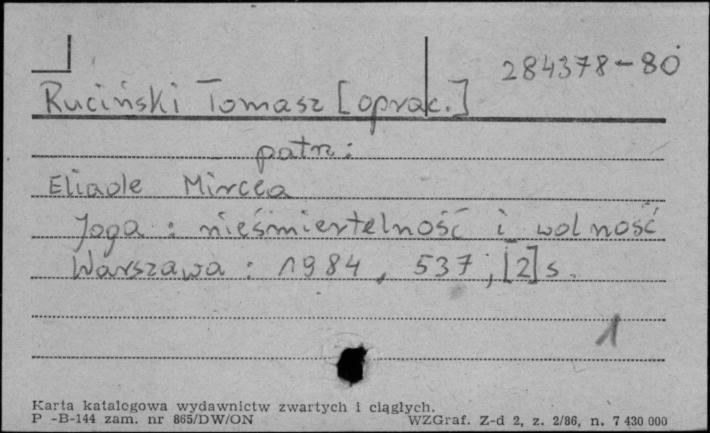 284378-80
Ruciński Tomasz [oprac.]
patrz:
Eliade Mircea
Joga : nieśmiertelność i wolność
Warszawa : 1984, 537, [2] s.
1
Karta katalogowa wydawnictw zwartych i ciągłych.
P -B-144 zam. nr 865/DW/ON WZGraf. Z-d 2, z. 2/86, n. 7 430 000